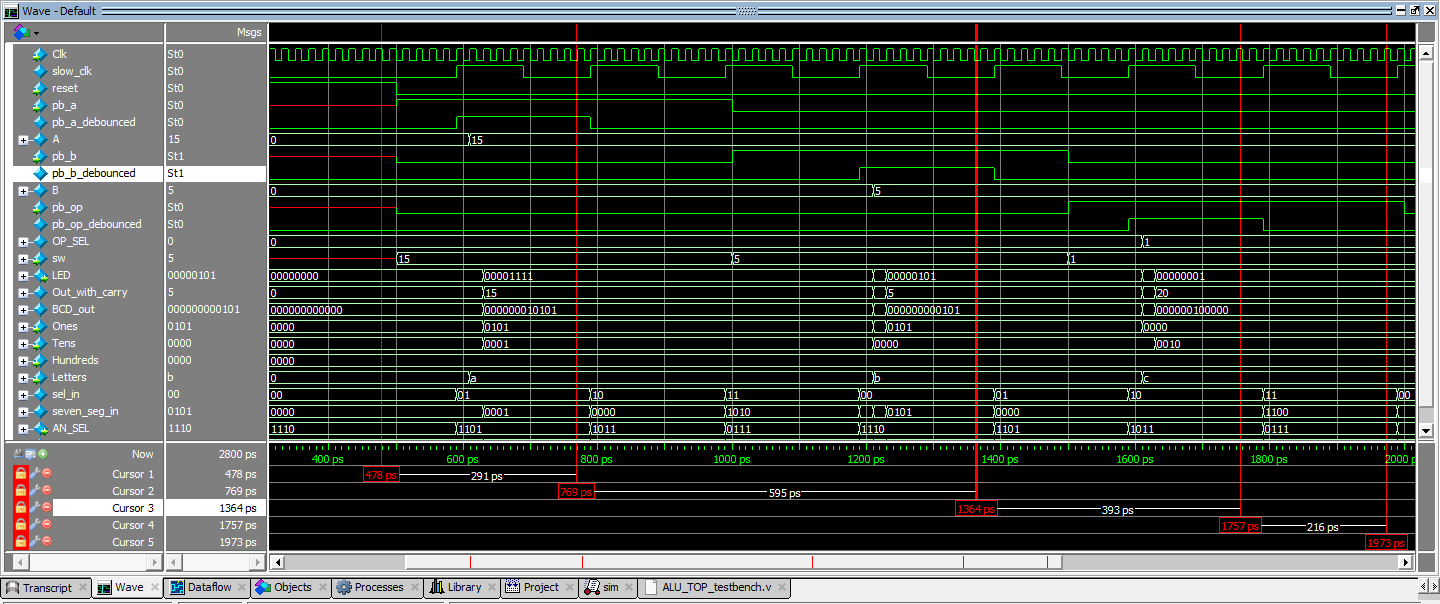 Wave - Default
Msgs
Clk St0
slow_clk St0
reset St0
pb_a St0
pb_a_debounced St0
A 15 0 15
pb_b St1
pb_b_debounced St1
B 5 0 5
pb_op St0
pb_op_debounced St0
OP_SEL 0 0 1
sw 5 15 5 1
LED 00000101 00000000 00001111 00000101 00000001
Out_with_carry 5 0 15 5 20
BCD_out 000000000101 000000000000 000000010101 000000000101 000000100000
Ones 0101 0000 0101 0101 0000
Tens 0000 0000 0001 0000 0010
Hundreds 0000 0000
Letters b 0 a b c
sel_in 00 00 01 10 11 00 01 10 11 00
seven_seg_in 0101 0000 0001 0000 1010 0101 0000 1100
AN_SEL 1110 1110 1101 1011 0111 1110 1101 1011 0111
Now 2800 ps 400 ps 600 ps 800 ps 1000 ps 1200 ps 1400 ps 1600 ps 1800 ps 2000 p
Cursor 1 478 ps 478 ps 291 ps
Cursor 2 769 ps 769 ps 595 ps
Cursor 3 1364 ps 1364 ps 393 ps
Cursor 4 1757 ps 1757 ps 216 ps
Cursor 5 1973 ps 1973 ps
Transcript Wave Dataflow Objects Processes Library Project sim ALU_TOP_testbench.v